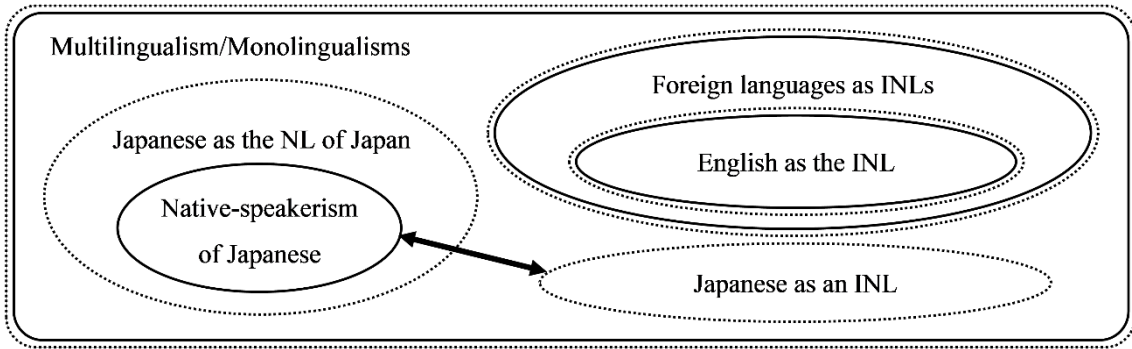 Multilingualism/Monolingualisms
Japanese as the NL of Japan
Native-speakerism
of Japanese
Foreign languages as INLs
English as the INL
Japanese as an INL